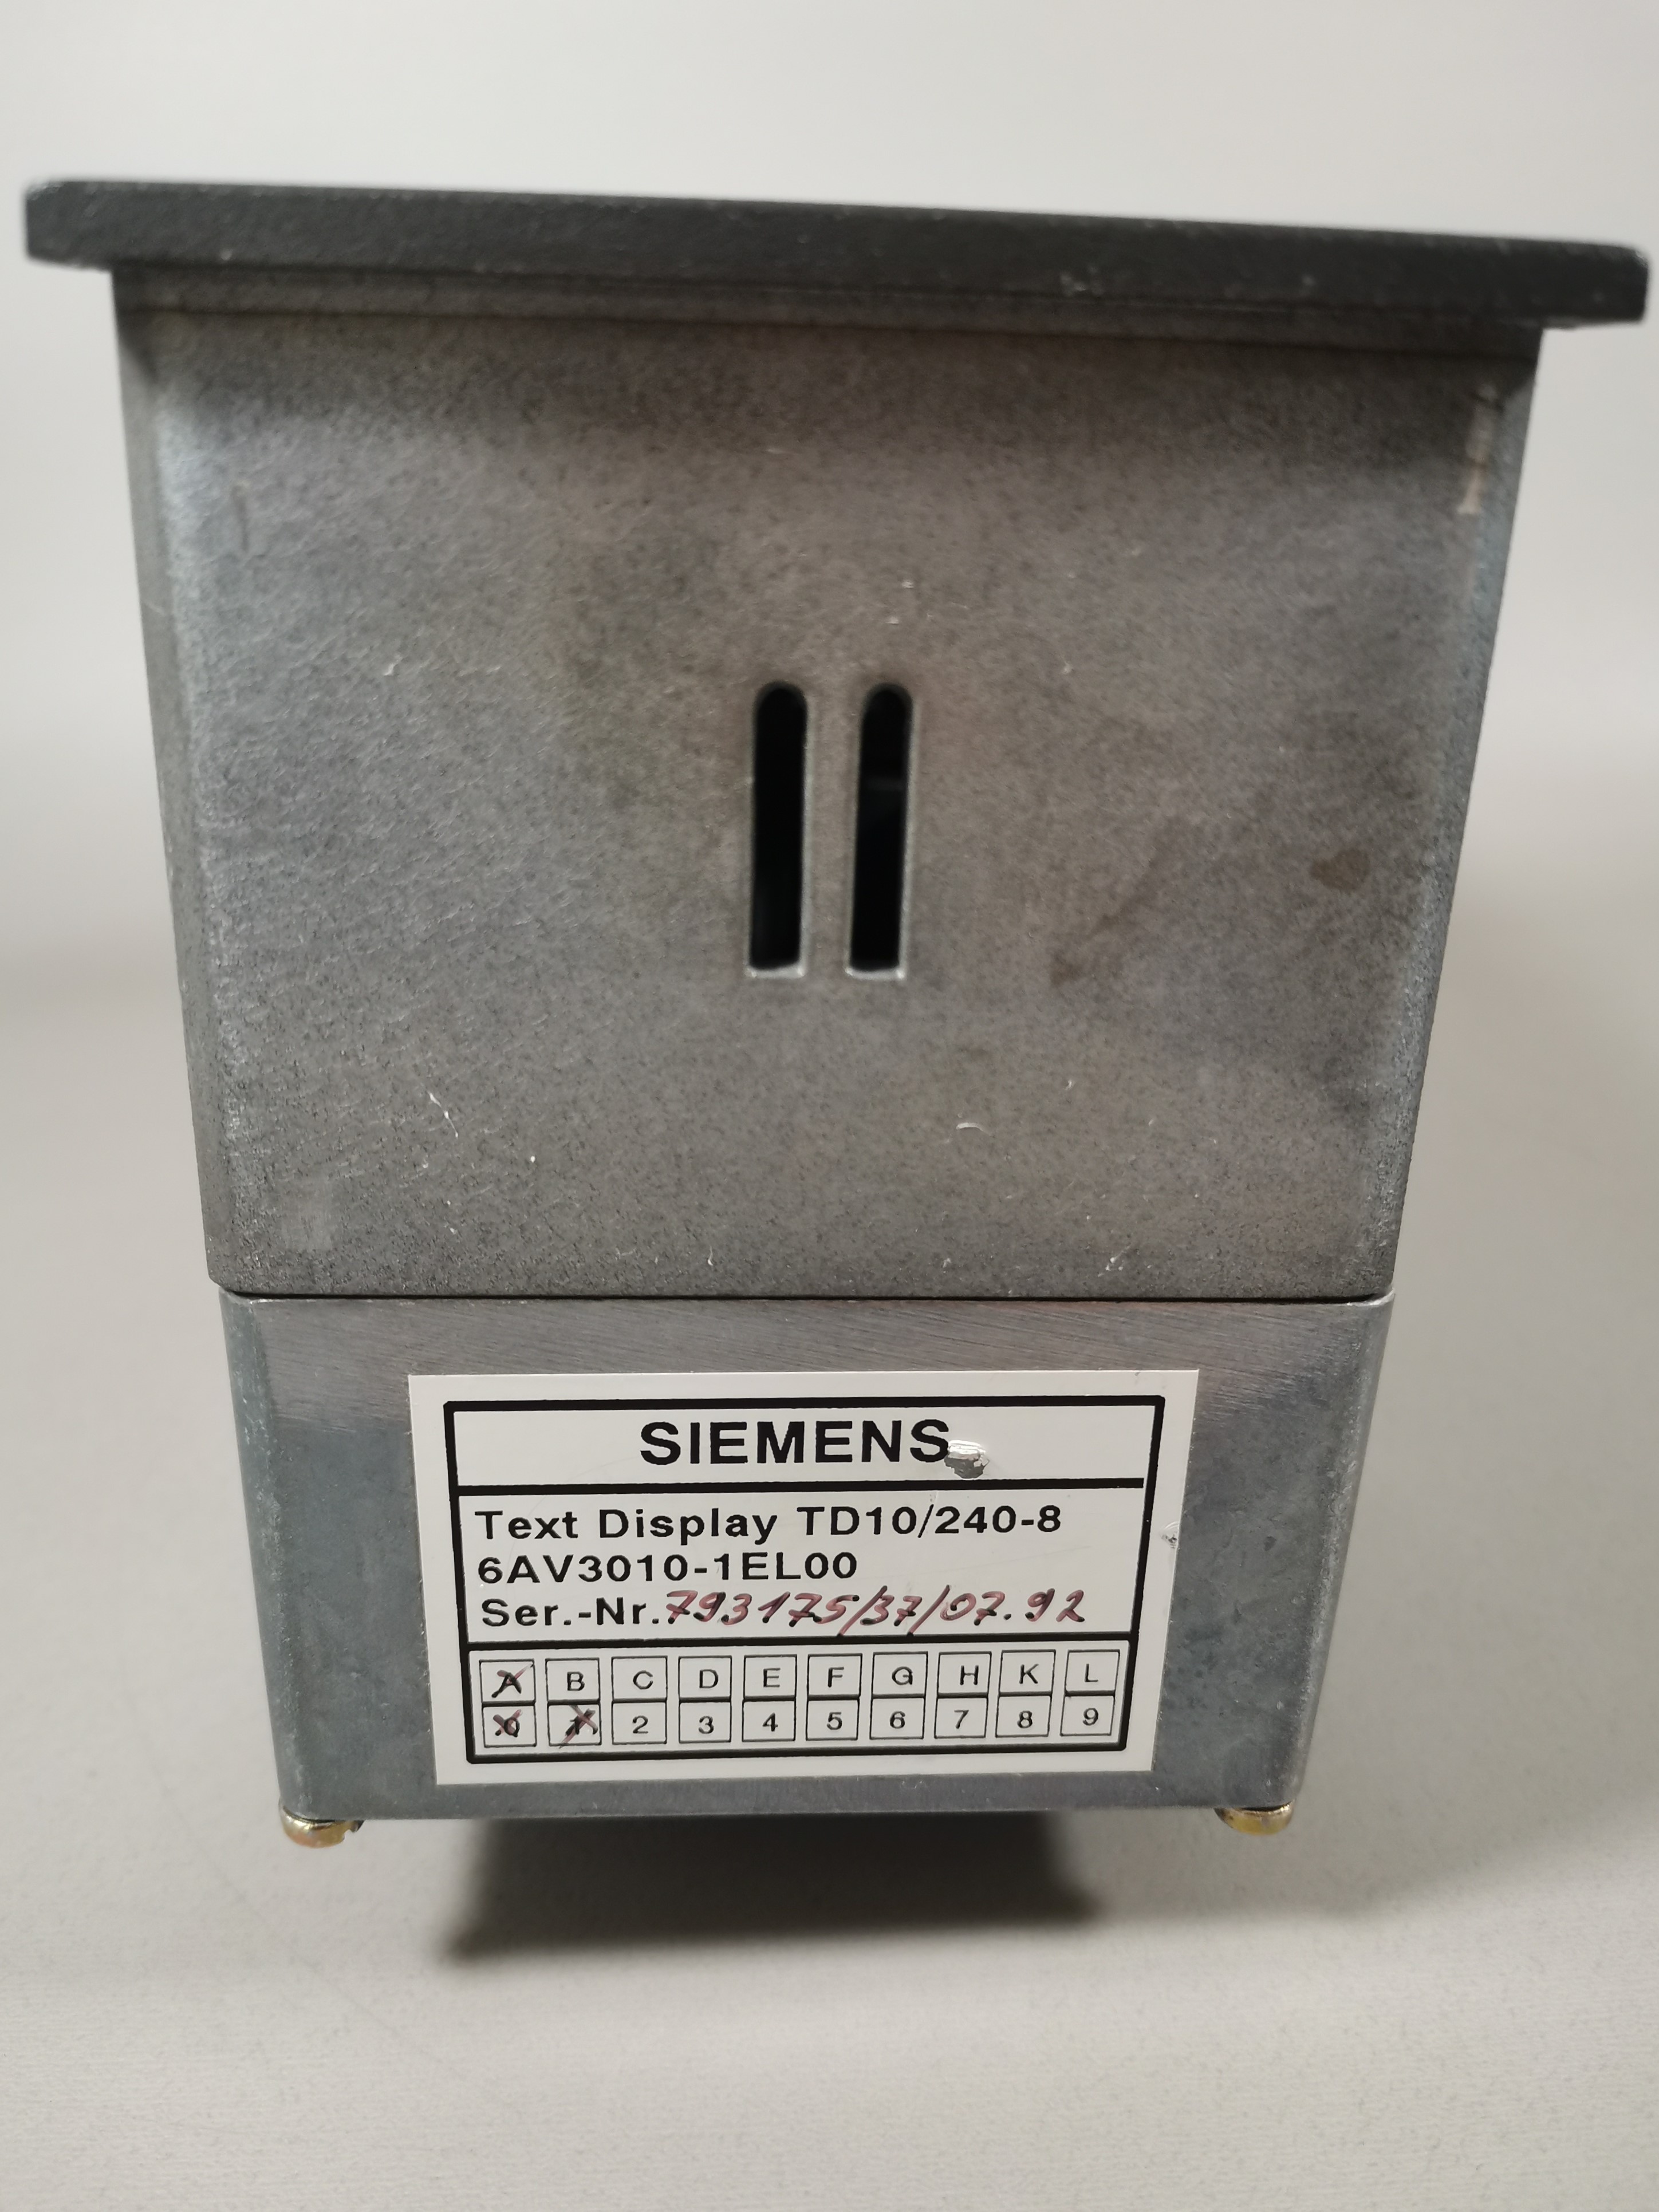 SIEMENS
Text Display TD10/240-8
6AV3010-1EL00
Ser.-Nr. 793175/37/07.92
A B C D E F G H K L
0 1 2 3 4 5 6 7 8 9